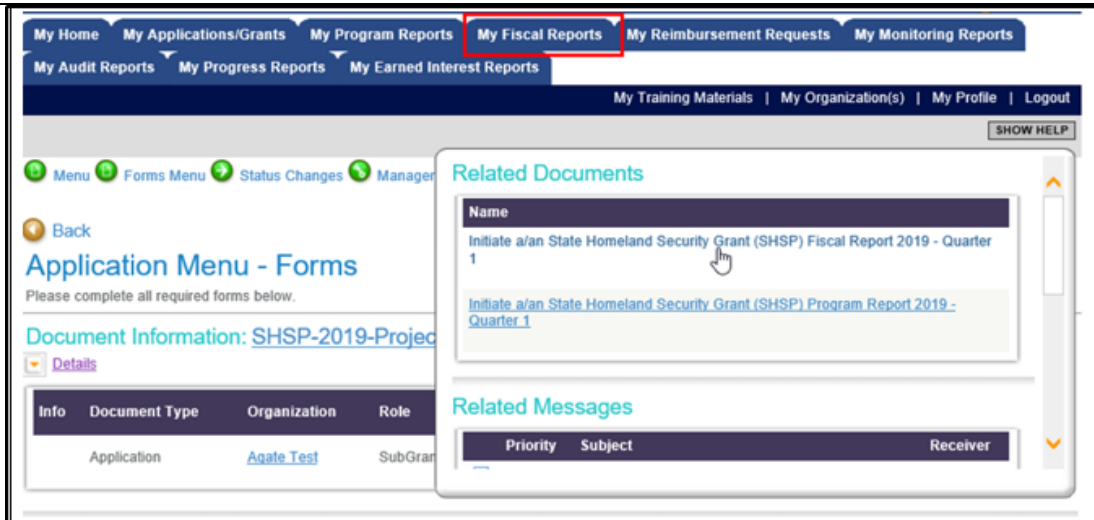 My Home My Applications/Grants My Program Reports My Fiscal Reports My Reimbursement Requests My Monitoring Reports
My Audit Reports My Progress Reports My Earned Interest Reports
My Training Materials | My Organization(s) | My Profile | Logout
SHOW HELP
Menu Forms Menu Status Changes Manager
Back
Application Menu - Forms
Please complete all required forms below.
Document Information: SHSP-2019-Projec
Details
Info Document Type Organization Role
Application Agate Test SubGran
Related Documents
Name
Initiate a/an State Homeland Security Grant (SHSP) Fiscal Report 2019 - Quarter
1
Initiate a/an State Homeland Security Grant (SHSP) Program Report 2019 -
Quarter 1
Related Messages
Priority Subject Receiver